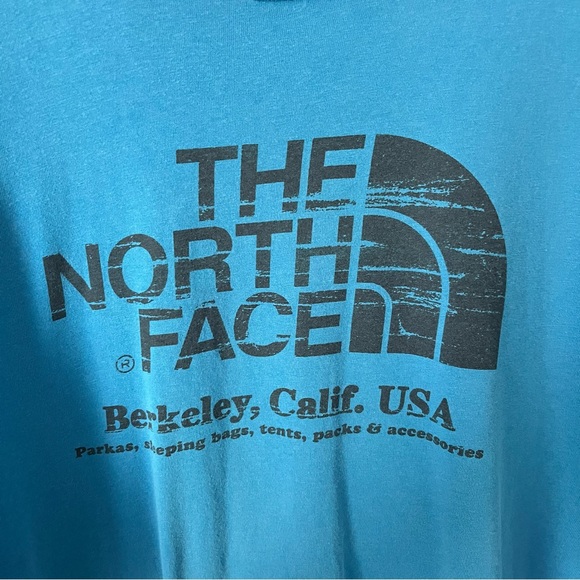 THE
NORTH
® FACE
Berkeley, Calif. USA
Parkas, sleeping bags, tents, packs & accessories